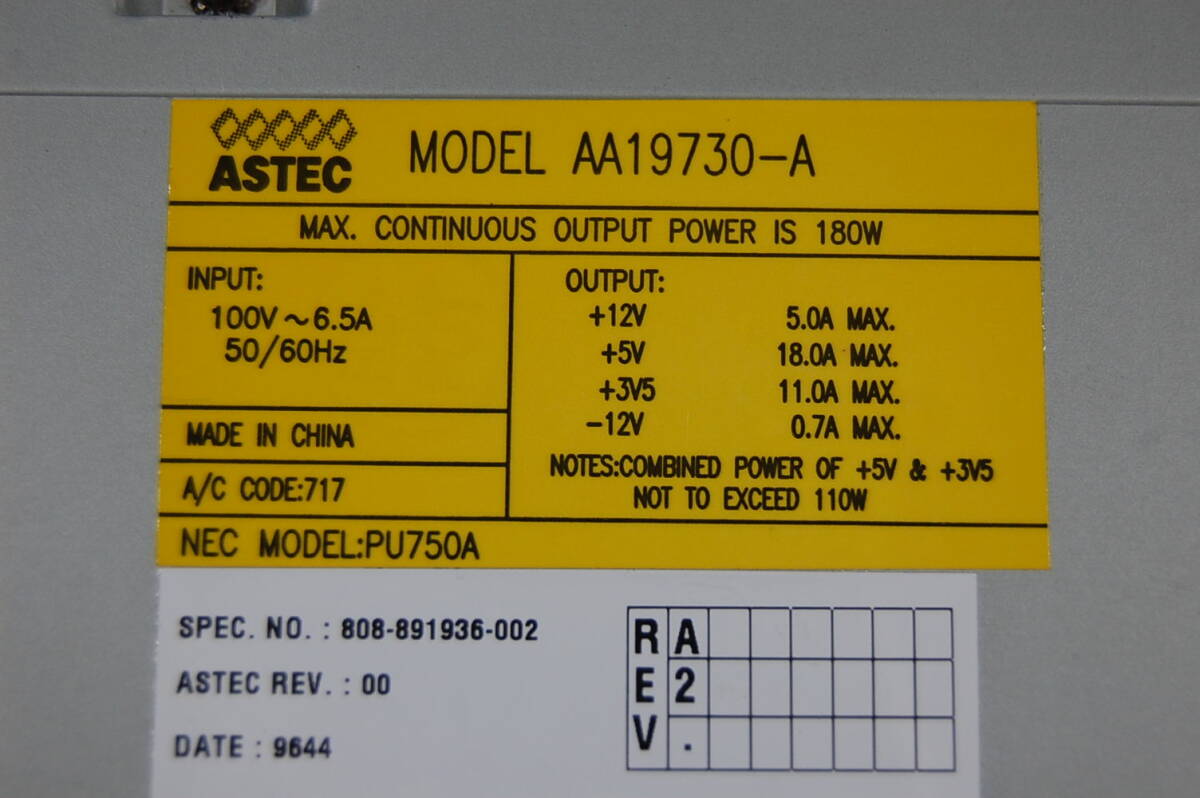 ASTEC
MODEL AA19730-A
MAX. CONTINUOUS OUTPUT POWER IS 180W
INPUT:
100V~6.5A
50/60Hz
MADE IN CHINA
A/C CODE:717
OUTPUT:
+12V 5.0A MAX.
+5V 18.0A MAX.
+3V5 11.0A MAX.
-12V 0.7A MAX.
NOTES:COMBINED POWER OF +5V & +3V5
NOT TO EXCEED 110W
NEC MODEL:PU750A
SPEC. NO. : 808-891936-002
ASTEC REV. : 00
DATE : 9644
R A
E 2
V .